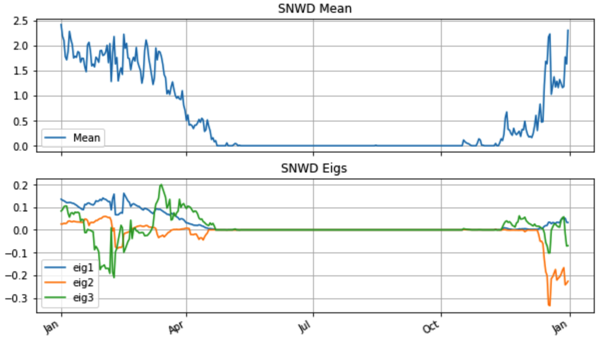 SNWD Mean
2.5
2.0
1.5
1.0
0.5
0.0
Mean
SNWD Eigs
0.2
0.1
0.0
−0.1
−0.2
−0.3
eig1
eig2
eig3
Jan
Apr
Jul
Oct
Jan